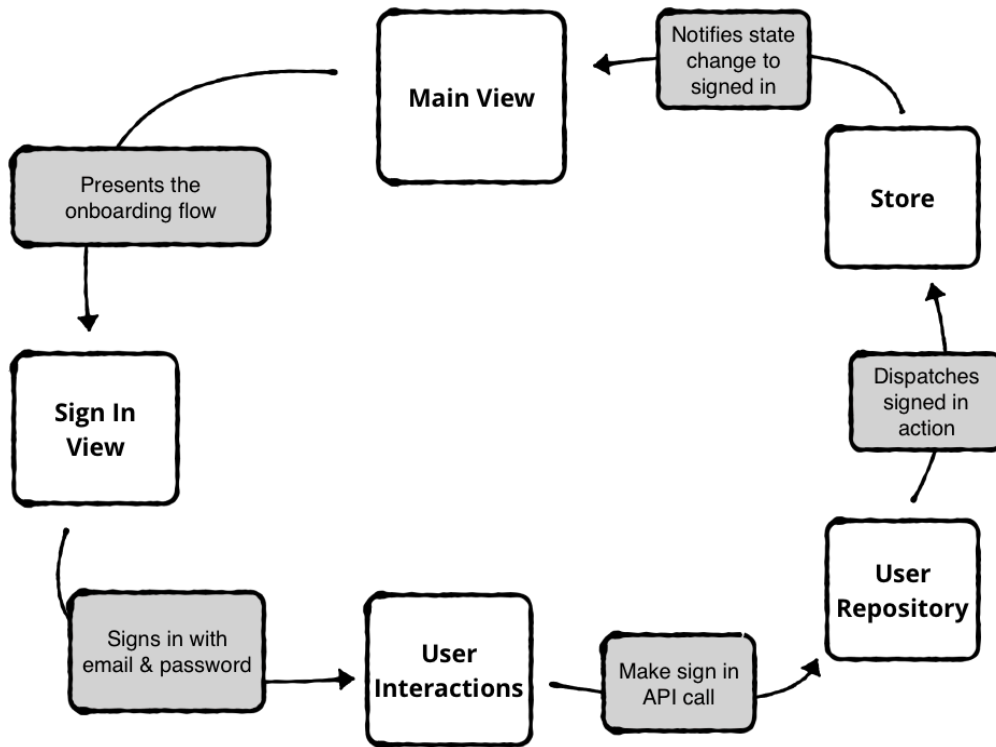 Main View
Presents the
onboarding flow
Sign In
View
Signs in with
email & password
User
Interactions
Make sign in
API call
User
Repository
Dispatches
signed in
action
Store
Notifies state
change to
signed in